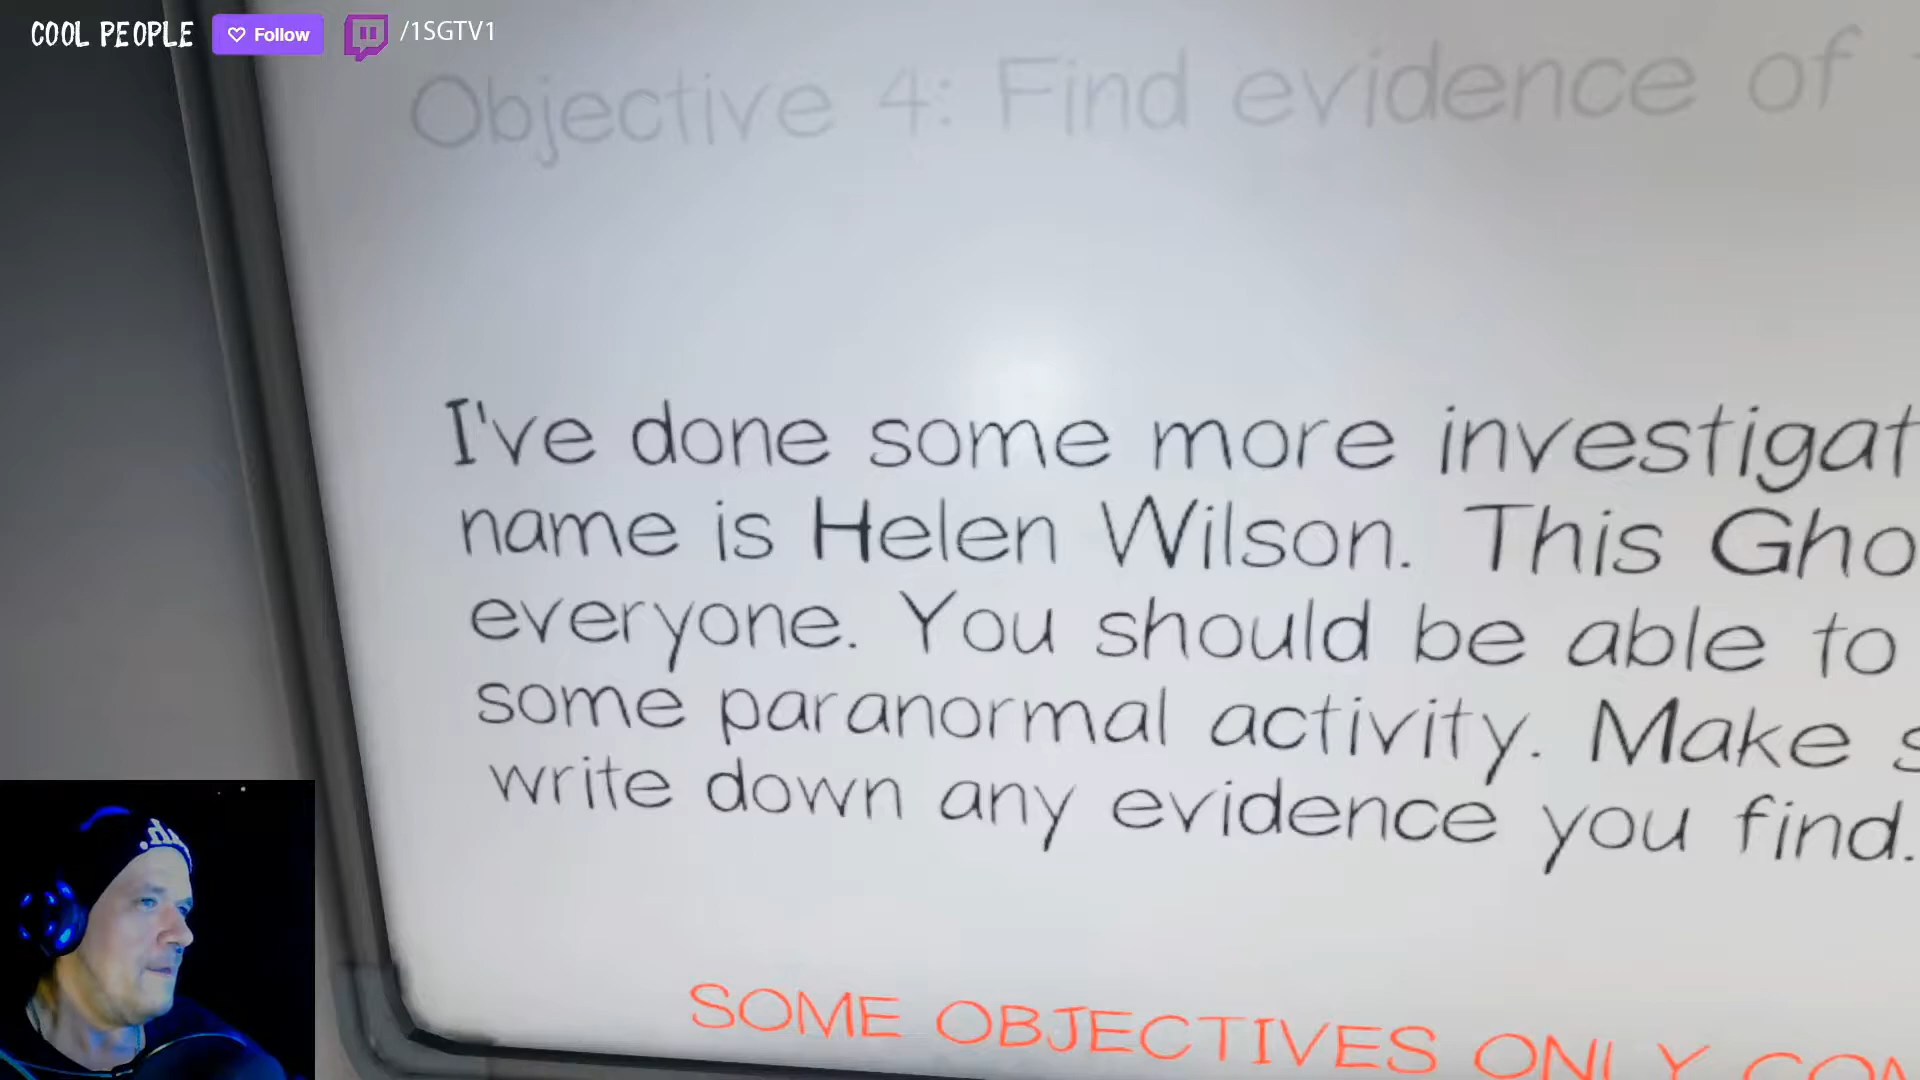 COOL PEOPLE Follow /1SGTV1
Objective 4: Find evidence of
I've done some more investigat
name is Helen Wilson. This Gho
everyone. You should be able to
some paranormal activity. Make s
write down any evidence you find.
SOME OBJECTIVES ONLY